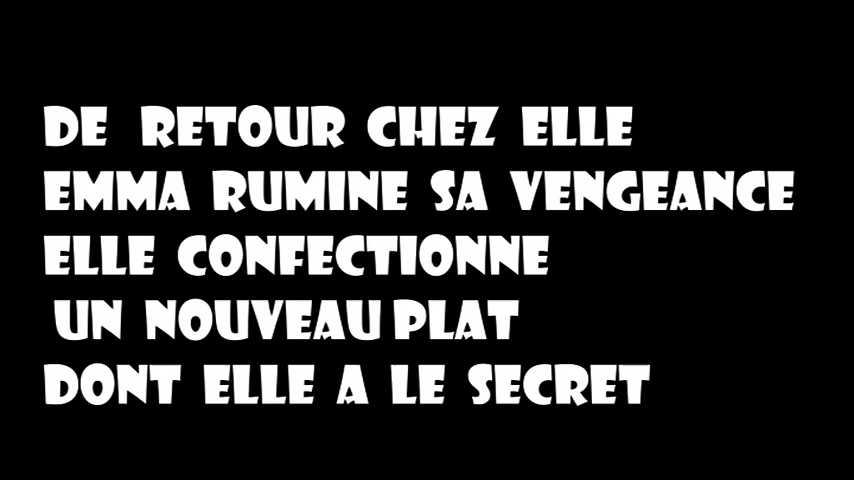 DE RETOUR CHEZ ELLE
EMMA RUMINE SA VENGEANCE
ELLE CONFECTIONNE
UN NOUVEAU PLAT
DONT ELLE A LE SECRET